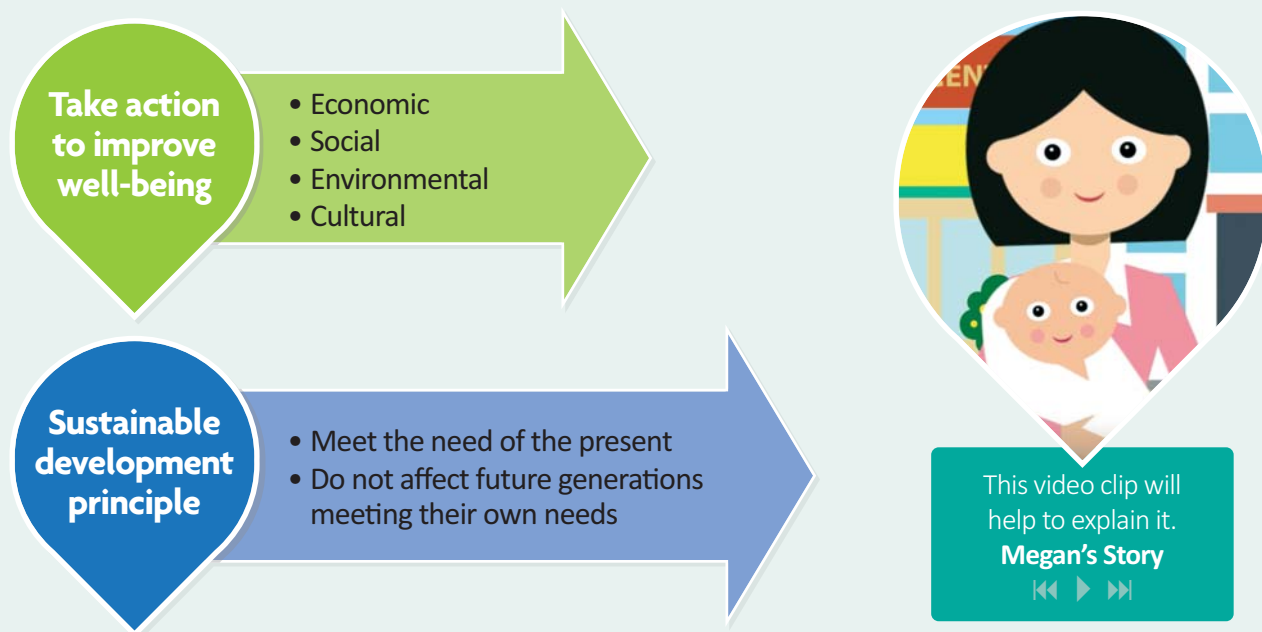 Take action
to improve
well-being
• Economic
• Social
• Environmental
• Cultural
Sustainable
development
principle
• Meet the need of the present
• Do not affect future generations
meeting their own needs
This video clip will
help to explain it.
Megan's Story